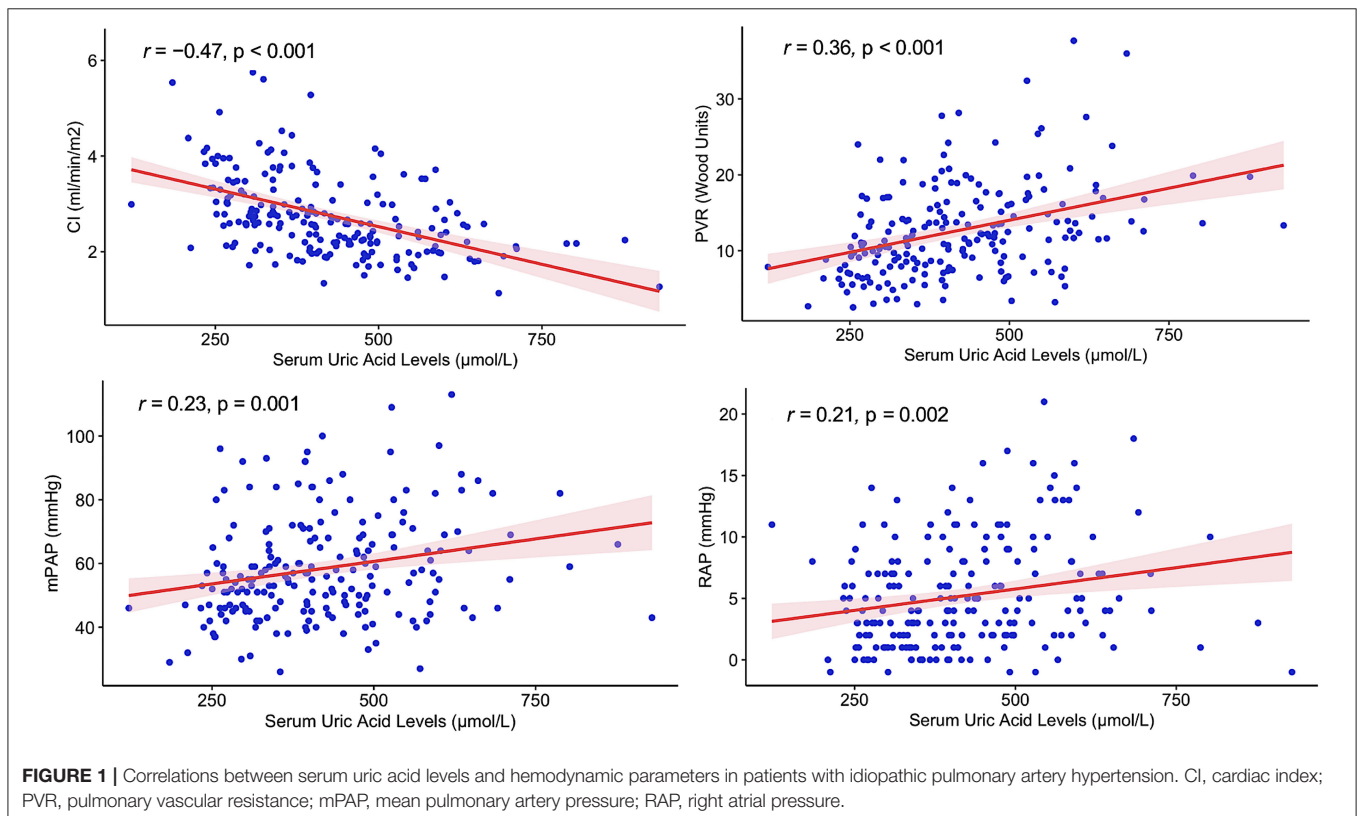 r = −0.47, p < 0.001
6
4
2
CI (ml/min/m2)
250
500
750
Serum Uric Acid Levels (µmol/L)
r = 0.36, p < 0.001
30
20
10
PVR (Wood Units)
250
500
750
Serum Uric Acid Levels (µmol/L)
r = 0.23, p = 0.001
100
80
60
40
mPAP (mmHg)
250
500
750
Serum Uric Acid Levels (µmol/L)
r = 0.21, p = 0.002
20
15
10
5
0
RAP (mmHg)
250
500
750
Serum Uric Acid Levels (µmol/L)
FIGURE 1 | Correlations between serum uric acid levels and hemodynamic parameters in patients with idiopathic pulmonary artery hypertension. CI, cardiac index;
PVR, pulmonary vascular resistance; mPAP, mean pulmonary artery pressure; RAP, right atrial pressure.